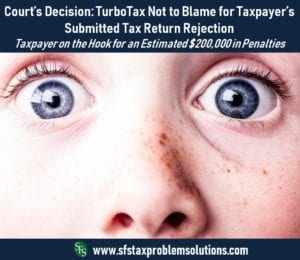 Court's Decision: TurboTax Not to Blame for Taxpayer's
Submitted Tax Return Rejection
Taxpayer on the Hook for an Estimated $200,000 in Penalties
SFS
www.sfstaxproblemsolutions.com